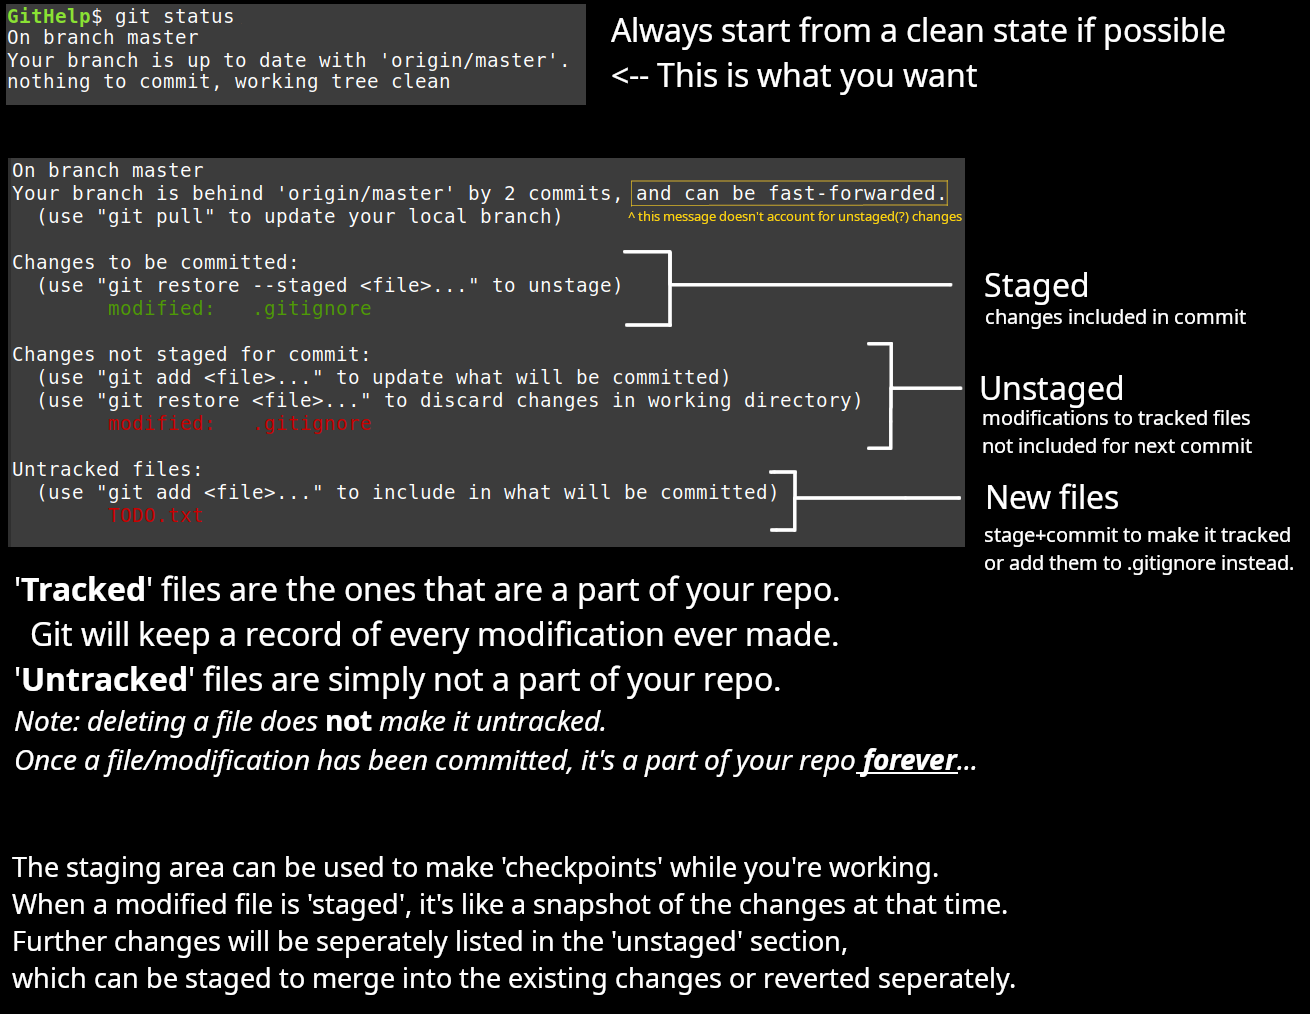 GitHelp$ git status
On branch master
Your branch is up to date with 'origin/master'.
nothing to commit, working tree clean
Always start from a clean state if possible
<-- This is what you want
On branch master
Your branch is behind 'origin/master' by 2 commits, and can be fast-forwarded.
(use "git pull" to update your local branch)
^ this message doesn't account for unstaged(?) changes
Changes to be committed:
(use "git restore --staged <file>..." to unstage)
modified: .gitignore
Staged
changes included in commit
Changes not staged for commit:
(use "git add <file>..." to update what will be committed)
(use "git restore <file>..." to discard changes in working directory)
modified: .gitignore
Unstaged
modifications to tracked files
not included for next commit
Untracked files:
(use "git add <file>..." to include in what will be committed)
TODO.txt
New files
stage+commit to make it tracked
or add them to .gitignore instead.
'Tracked' files are the ones that are a part of your repo.
Git will keep a record of every modification ever made.
'Untracked' files are simply not a part of your repo.
Note: deleting a file does not make it untracked.
Once a file/modification has been committed, it's a part of your repo forever...
The staging area can be used to make 'checkpoints' while you're working.
When a modified file is 'staged', it's like a snapshot of the changes at that time.
Further changes will be seperately listed in the 'unstaged' section,
which can be staged to merge into the existing changes or reverted seperately.